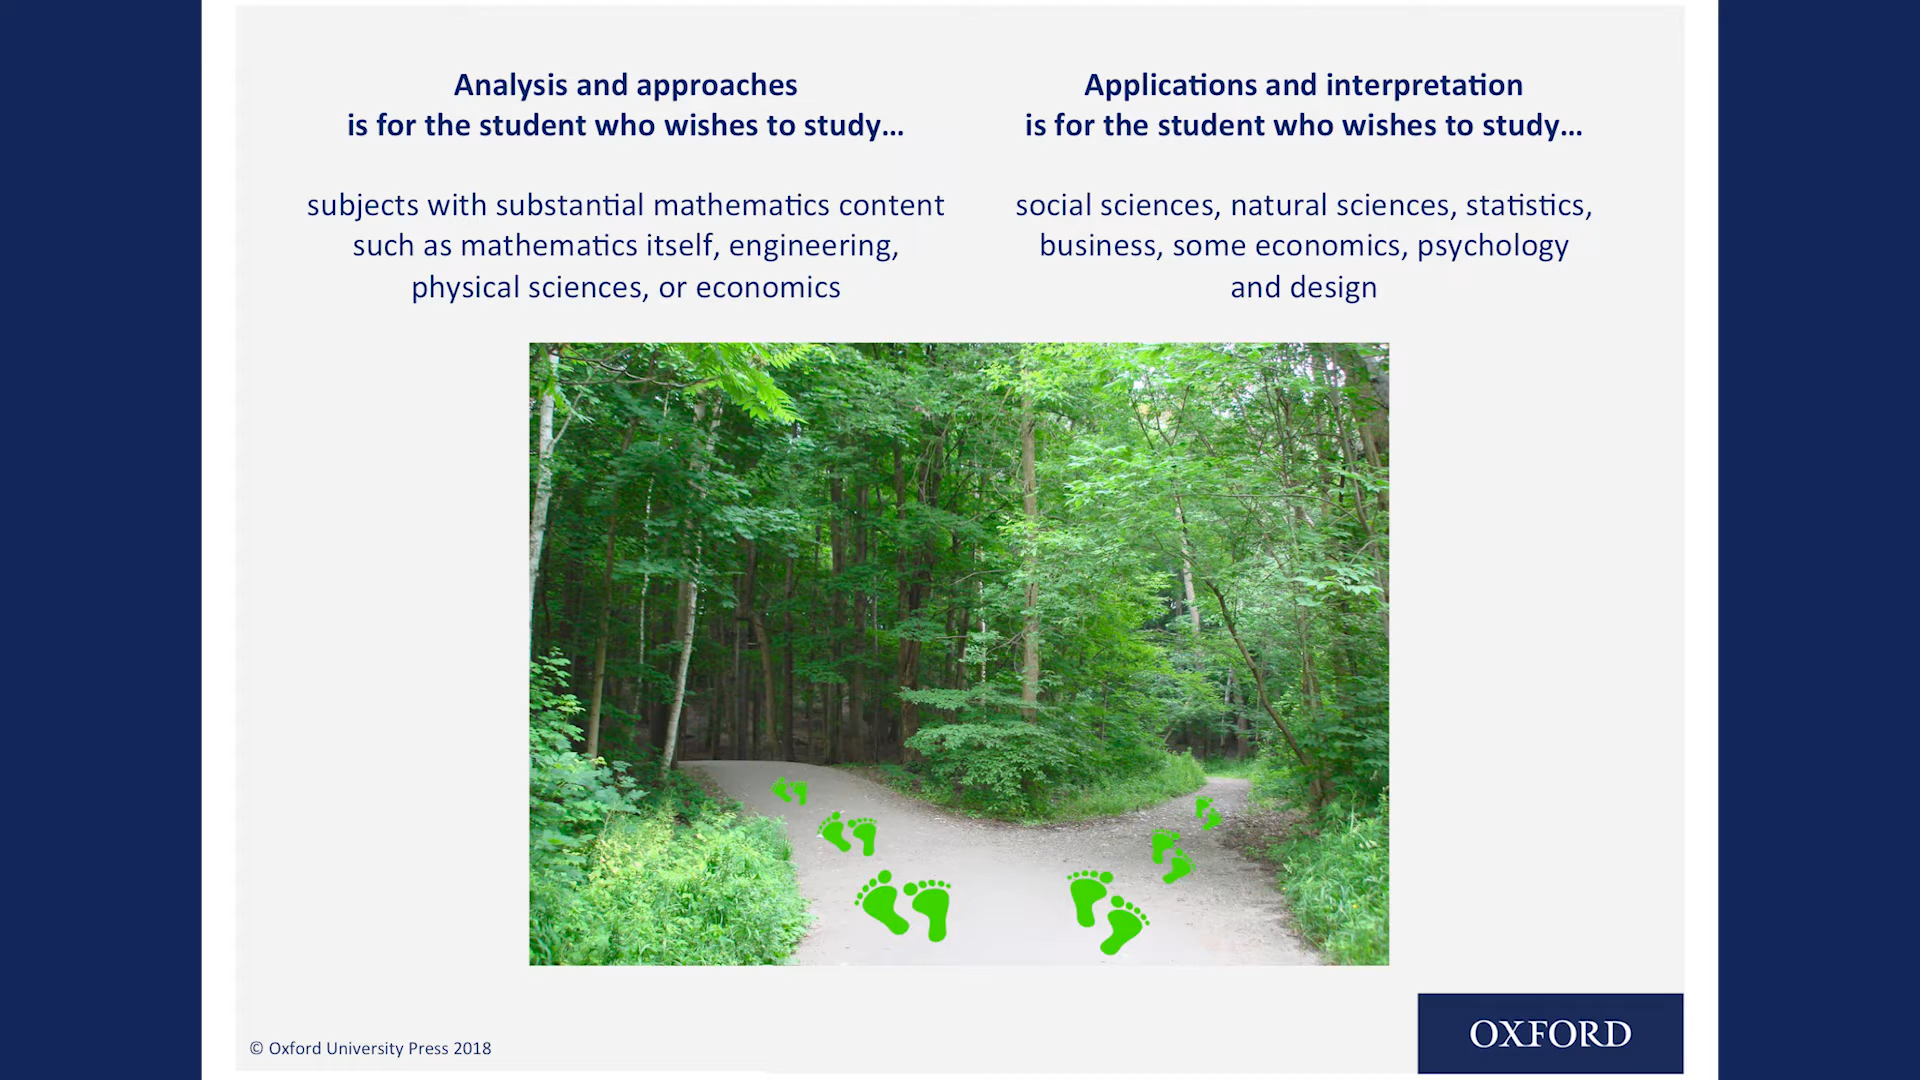 Analysis and approaches
is for the student who wishes to study...
subjects with substantial mathematics content
such as mathematics itself, engineering,
physical sciences, or economics
Applications and interpretation
is for the student who wishes to study...
social sciences, natural sciences, statistics,
business, some economics, psychology
and design
© Oxford University Press 2018
OXFORD